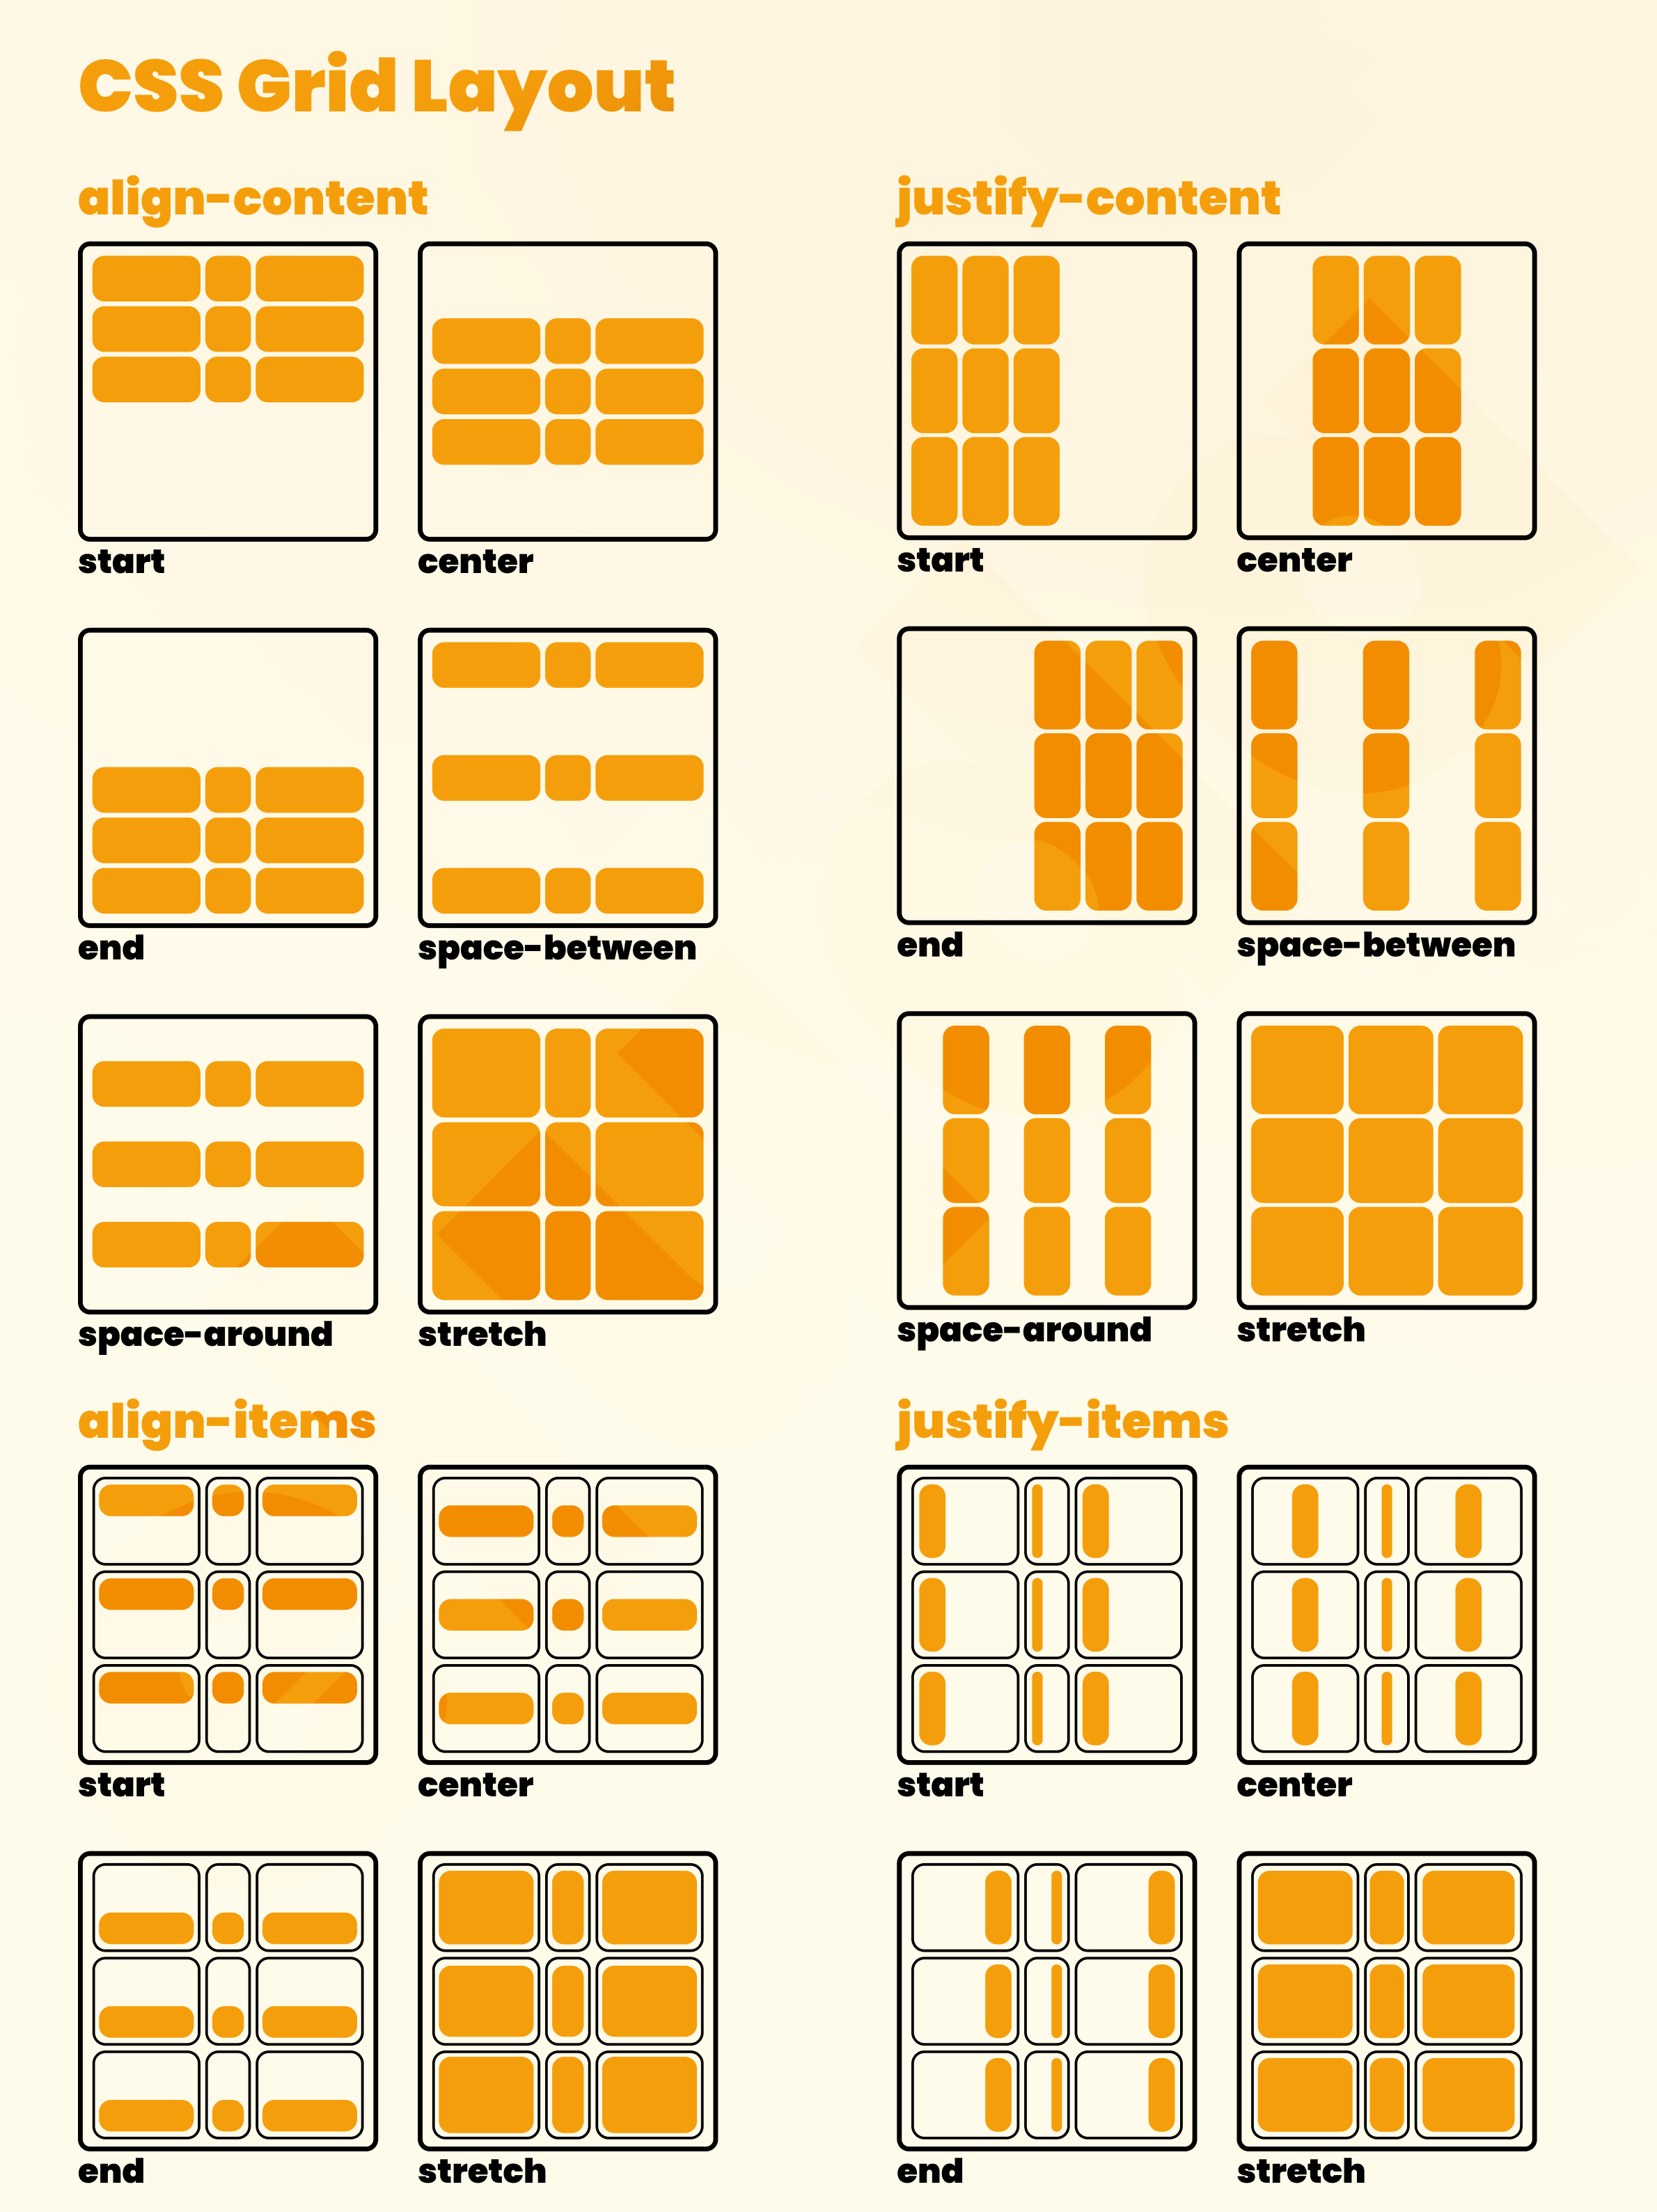 CSS Grid Layout
align-content
start
center
end
space-between
space-around
stretch
justify-content
start
center
end
space-between
space-around
stretch
align-items
start
center
end
stretch
justify-items
start
center
end
stretch